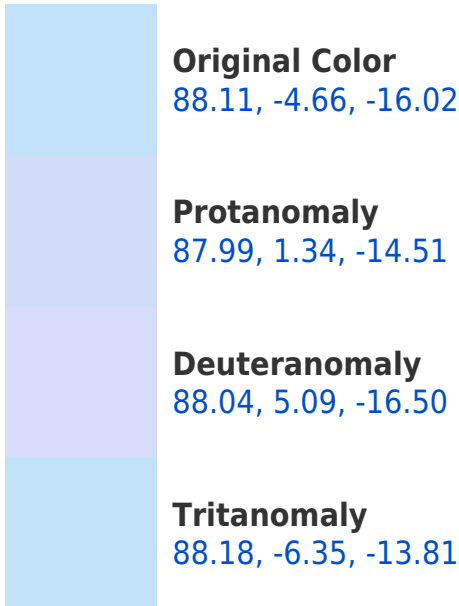 Original Color
88.11, -4.66, -16.02
Protanomaly
87.99, 1.34, -14.51
Deuteranomaly
88.04, 5.09, -16.50
Tritanomaly
88.18, -6.35, -13.81